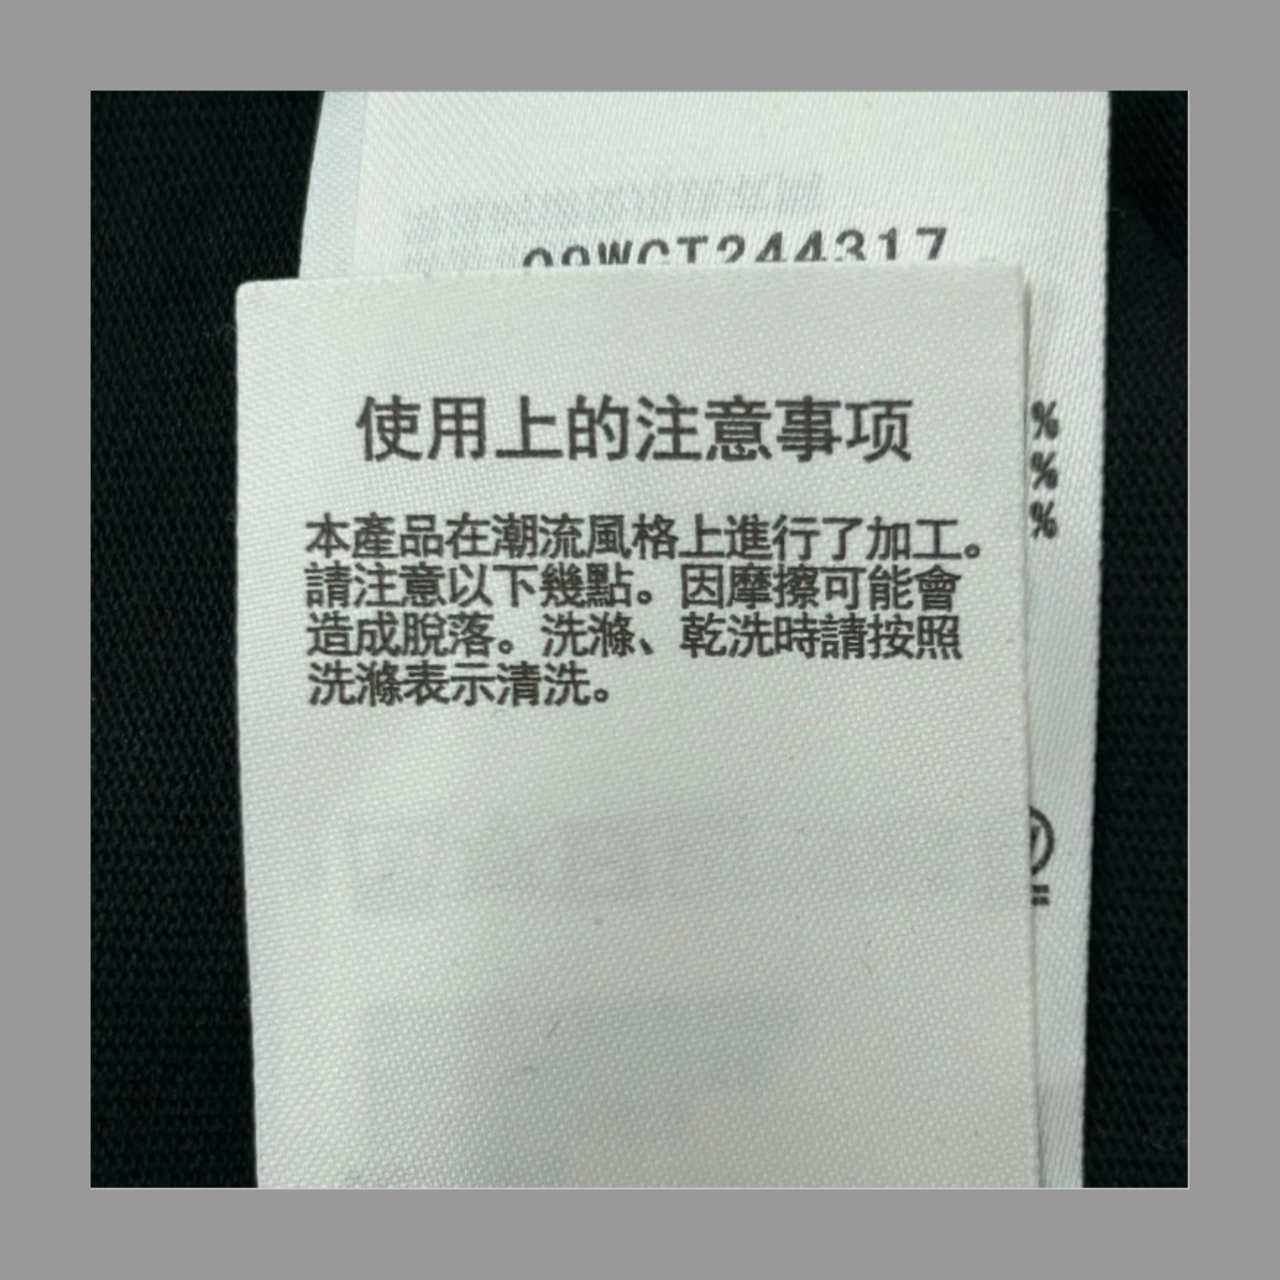 09WCT244317
使用上的注意事项
本產品在潮流風格上進行了加工。
請注意以下幾點。因摩擦可能會
造成脫落。洗滌、乾洗時請按照
洗滌表示清洗。
%
%
%